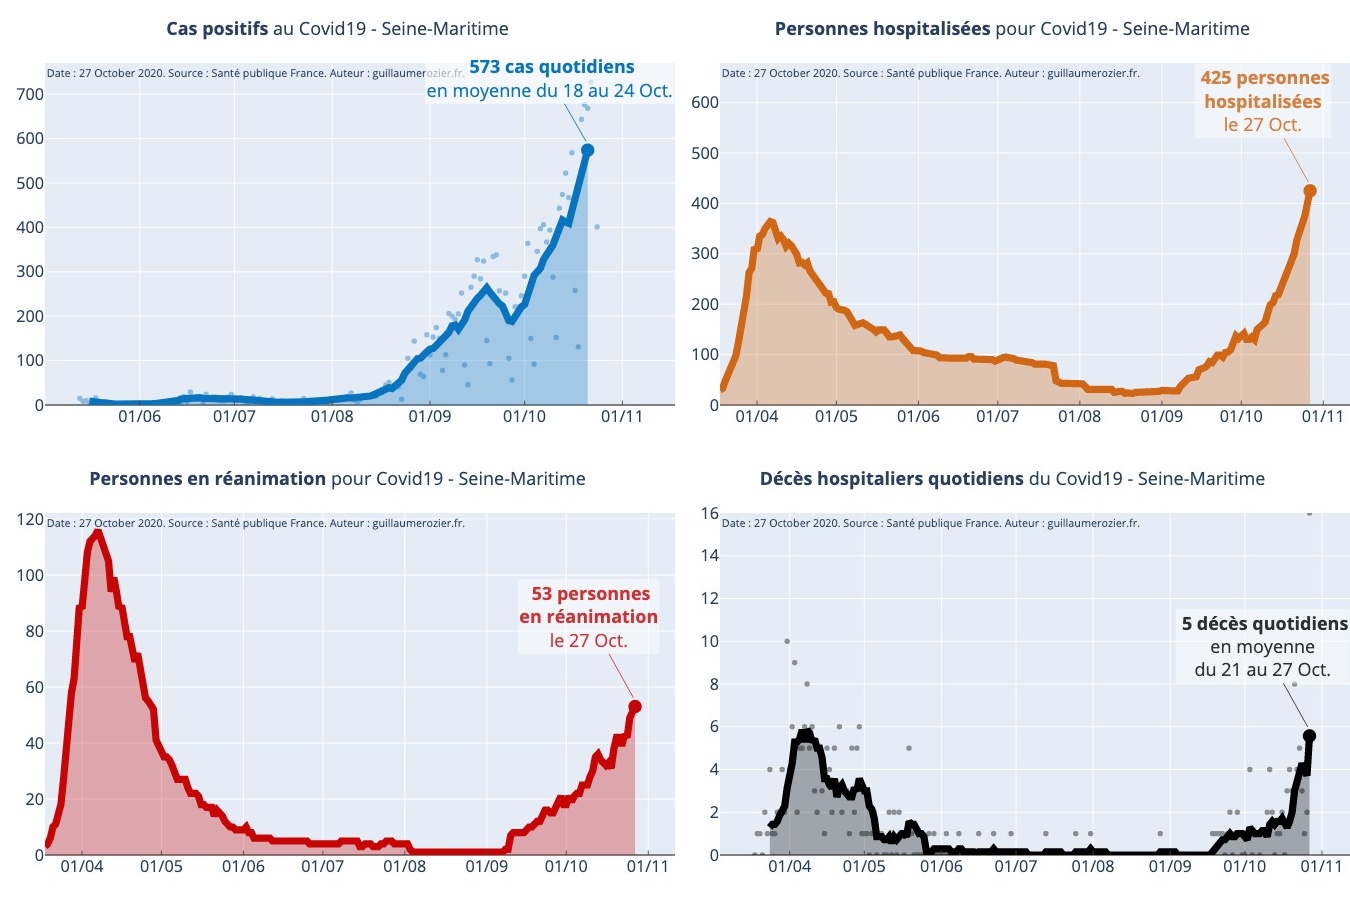 Cas positifs au Covid19 - Seine-Maritime
Date : 27 October 2020. Source : Santé publique France. Auteur : guillaumerozier.fr.
573 cas quotidiens
en moyenne du 18 au 24 Oct.
700
600
500
400
300
200
100
0
01/06 01/07 01/08 01/09 01/10 01/11
Personnes hospitalisées pour Covid19 - Seine-Maritime
Date : 27 October 2020. Source : Santé publique France. Auteur : guillaumerozier.fr.
425 personnes
hospitalisées
le 27 Oct.
600
500
400
300
200
100
0
01/04 01/05 01/06 01/07 01/08 01/09 01/10 01/11
Personnes en réanimation pour Covid19 - Seine-Maritime
120
Date : 27 October 2020. Source : Santé publique France. Auteur : guillaumerozier.fr.
53 personnes
en réanimation
le 27 Oct.
100
80
60
40
20
0
01/04 01/05 01/06 01/07 01/08 01/09 01/10 01/11
Décès hospitaliers quotidiens du Covid19 - Seine-Maritime
16
Date : 27 October 2020. Source : Santé publique France. Auteur : guillaumerozier.fr.
5 décès quotidiens
en moyenne
du 21 au 27 Oct.
14
12
10
8
6
4
2
0
01/04 01/05 01/06 01/07 01/08 01/09 01/10 01/11